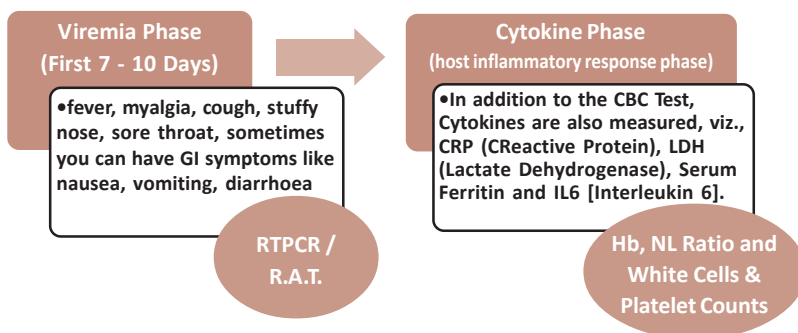 Viremia Phase
(First 7 - 10 Days)
•fever, myalgia, cough, stuffy
nose, sore throat, sometimes
you can have GI symptoms like
nausea, vomiting, diarrhoea
RTPCR /
R.A.T.
Cytokine Phase
(host inflammatory response phase)
•In addition to the CBC Test,
Cytokines are also measured, viz.,
CRP (CReactive Protein), LDH
(Lactate Dehydrogenase), Serum
Ferritin and IL6 [Interleukin 6].
Hb, NL Ratio and
White Cells &
Platelet Counts